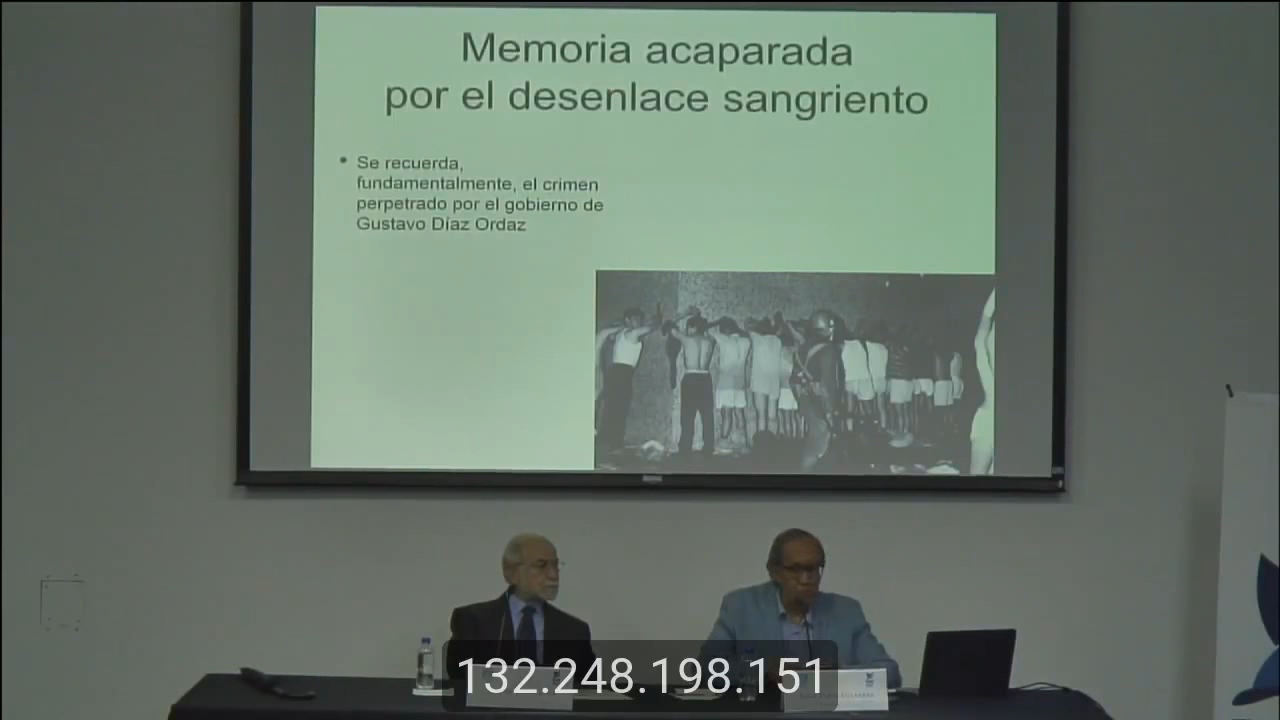 Memoria acaparada
por el desenlace sangriento
• Se recuerda,
fundamentalmente, el crimen
perpetrado por el gobierno de
Gustavo Díaz Ordaz
132.248.198.151